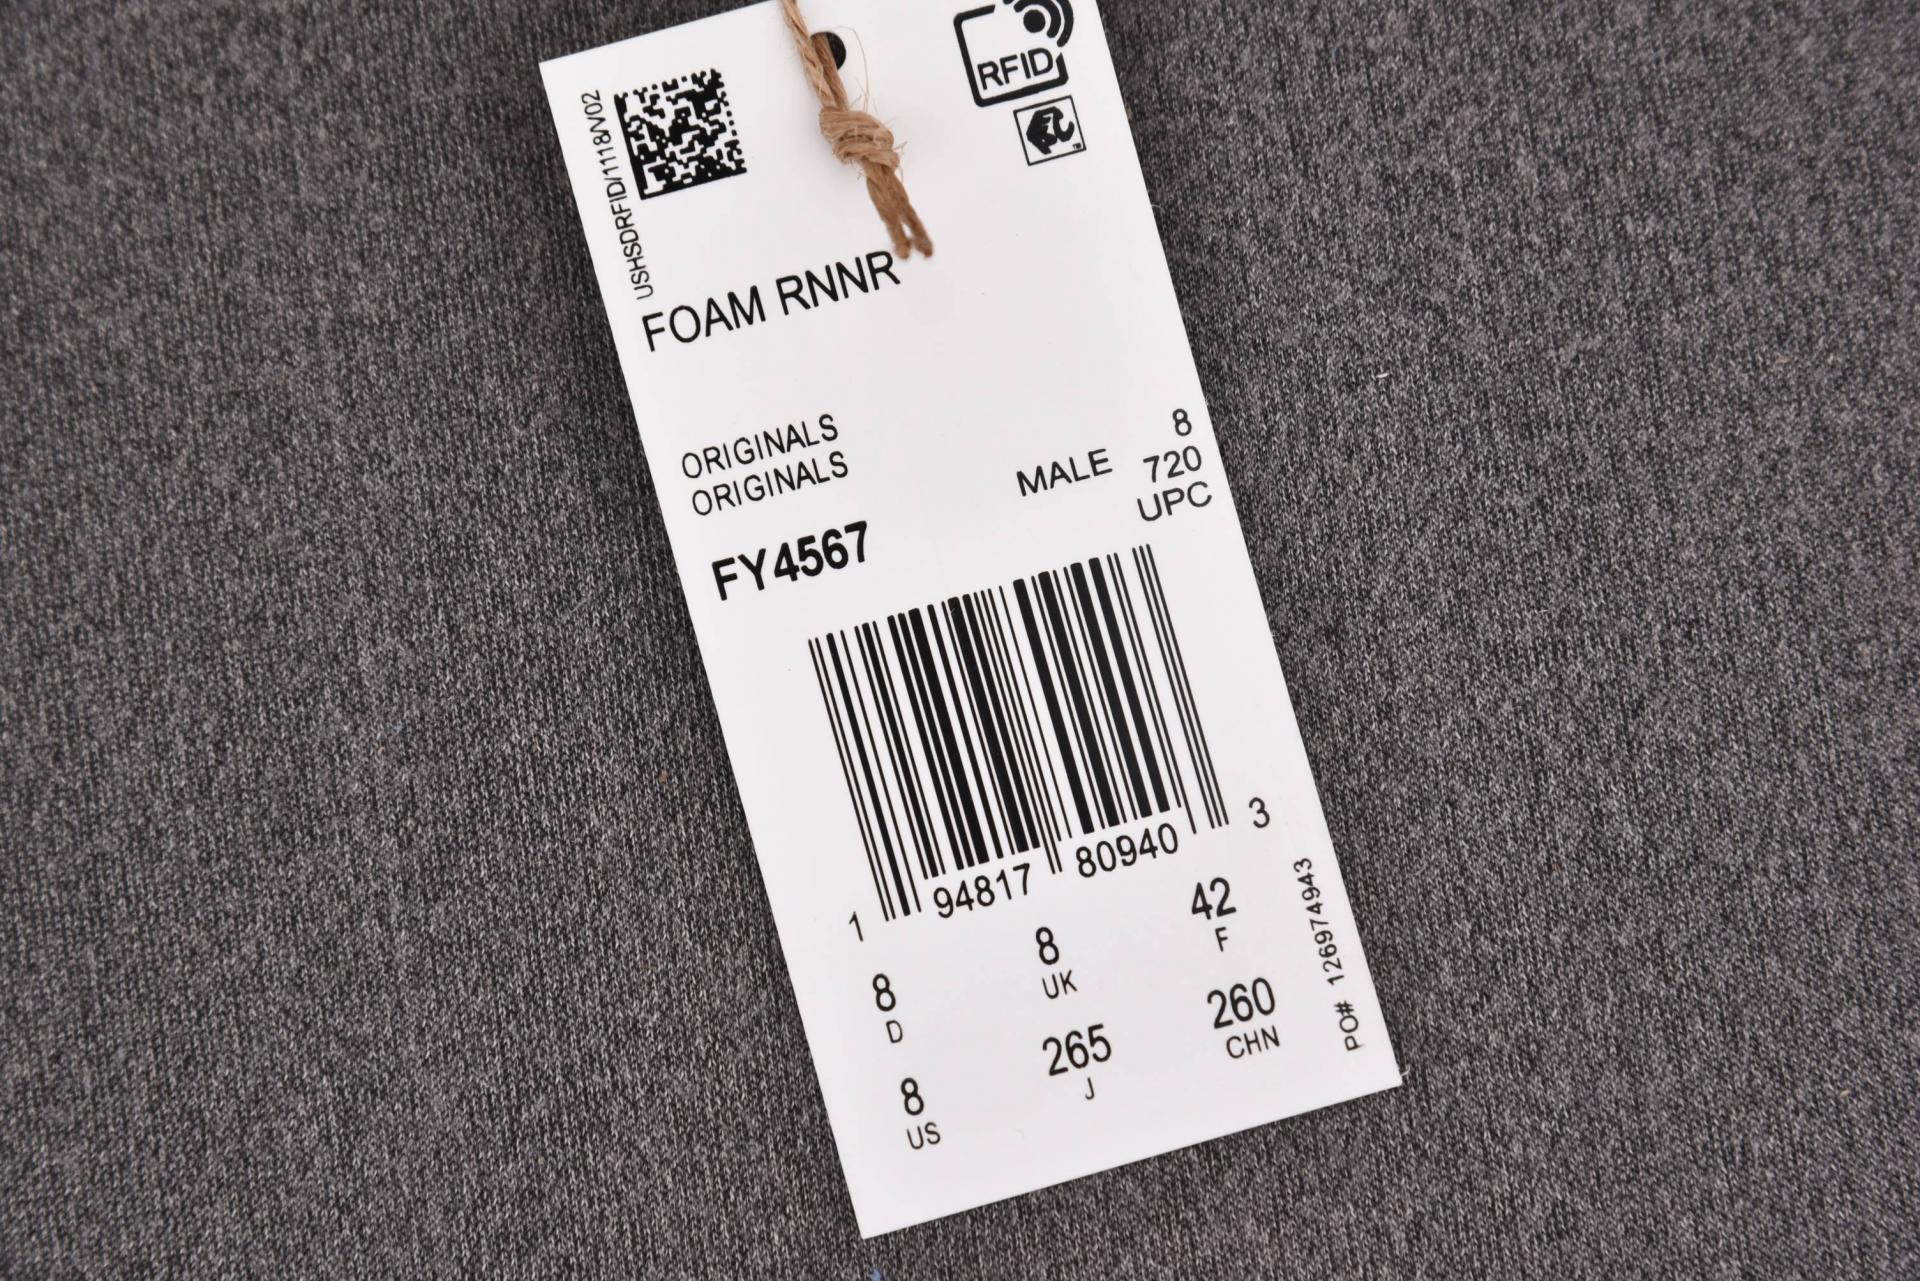 RFID
USHSDRFID/1118/V02
FOAM RNNR
ORIGINALS
ORIGINALS
8
MALE 720
UPC
FY4567
1 94817 80940 3
8 D
8 UK
42 F
8 US
265 J
260 CHN
PO# 126974943